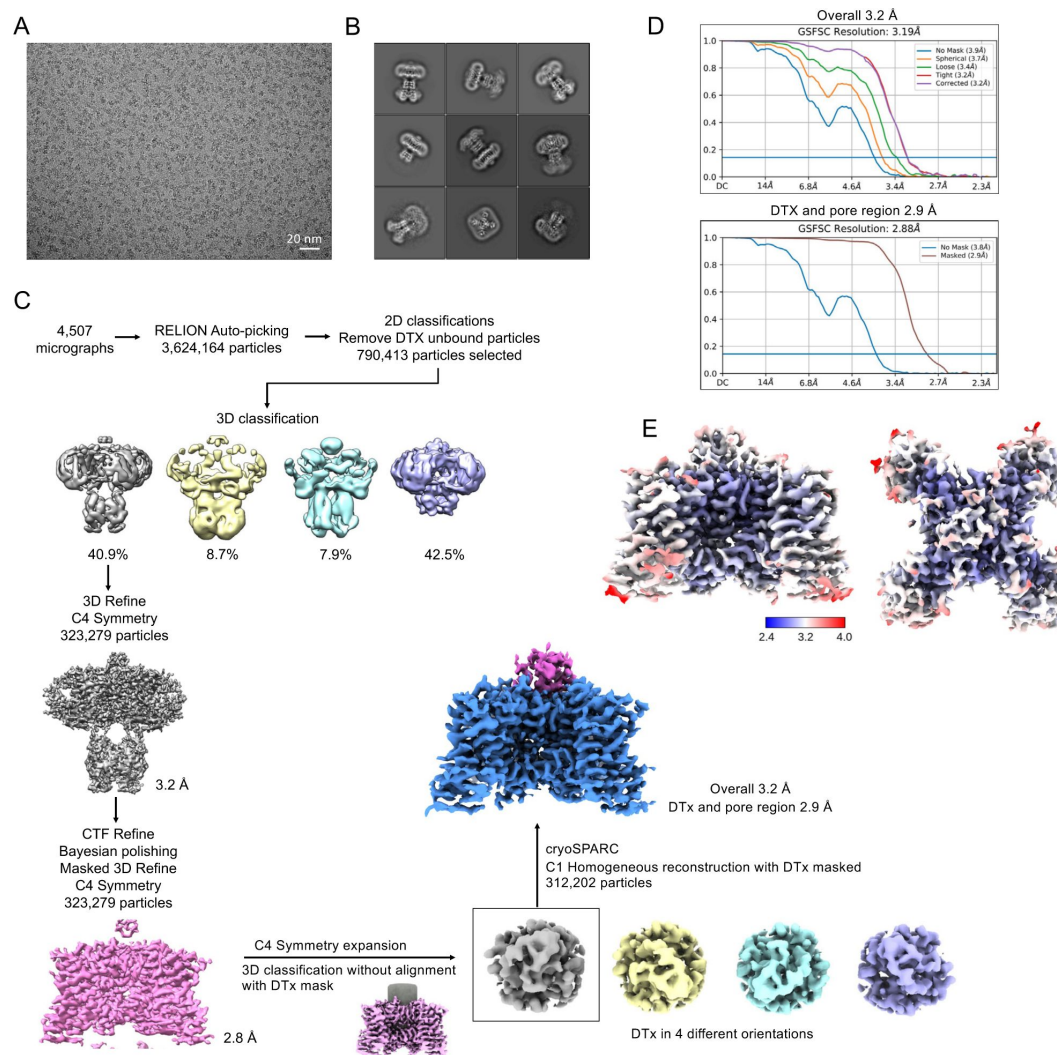 A
20 nm
B
C
4,507
micrographs
RELION Auto-picking
3,624,164 particles
2D classifications
Remove DTX unbound particles
790,413 particles selected
3D classification
40.9%
8.7%
7.9%
42.5%
3D Refine
C4 Symmetry
323,279 particles
3.2 Å
CTF Refine
Bayesian polishing
Masked 3D Refine
C4 Symmetry
323,279 particles
2.8 Å
C4 Symmetry expansion
3D classification without alignment
with DTx mask
DTx in 4 different orientations
cryoSPARC
C1 Homogeneous reconstruction with DTx masked
312,202 particles
Overall 3.2 Å
DTx and pore region 2.9 Å
D
Overall 3.2 Å
GSFSC Resolution: 3.19Å
1.0
0.8
0.6
0.4
0.2
0.0
No Mask (3.9Å)
Spherical (3.7Å)
Loose (3.4Å)
Tight (3.2Å)
Corrected (3.2Å)
DC 14Å 6.8Å 4.6Å 3.4Å 2.7Å 2.3Å
DTX and pore region 2.9 Å
GSFSC Resolution: 2.88Å
1.0
0.8
0.6
0.4
0.2
0.0
No Mask (3.8Å)
Masked (2.9Å)
DC 14Å 6.8Å 4.6Å 3.4Å 2.7Å 2.3Å
E
2.4 3.2 4.0